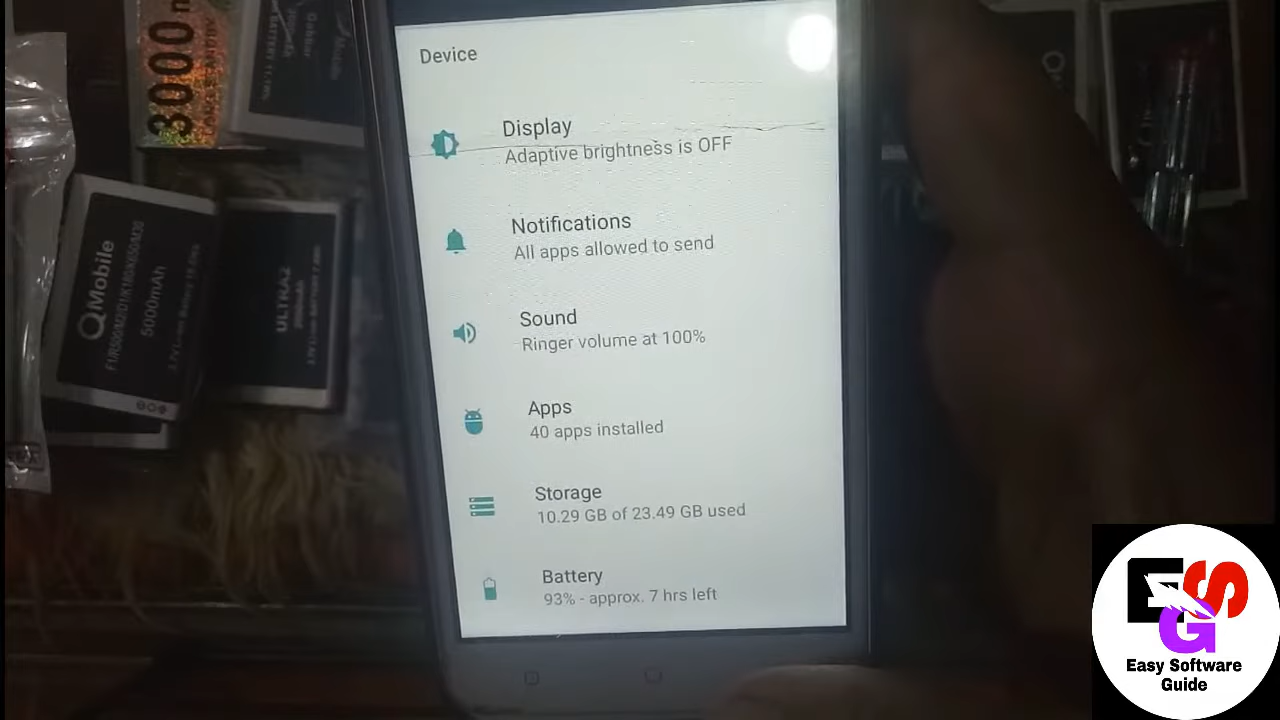 Device
Display
Adaptive brightness is OFF
Notifications
All apps allowed to send
Sound
Ringer volume at 100%
Apps
40 apps installed
Storage
10.29 GB of 23.49 GB used
Battery
93% - approx. 7 hrs left
3000
QMobile
5000mAh
ULTRA2
ESG
Easy Software
Guide